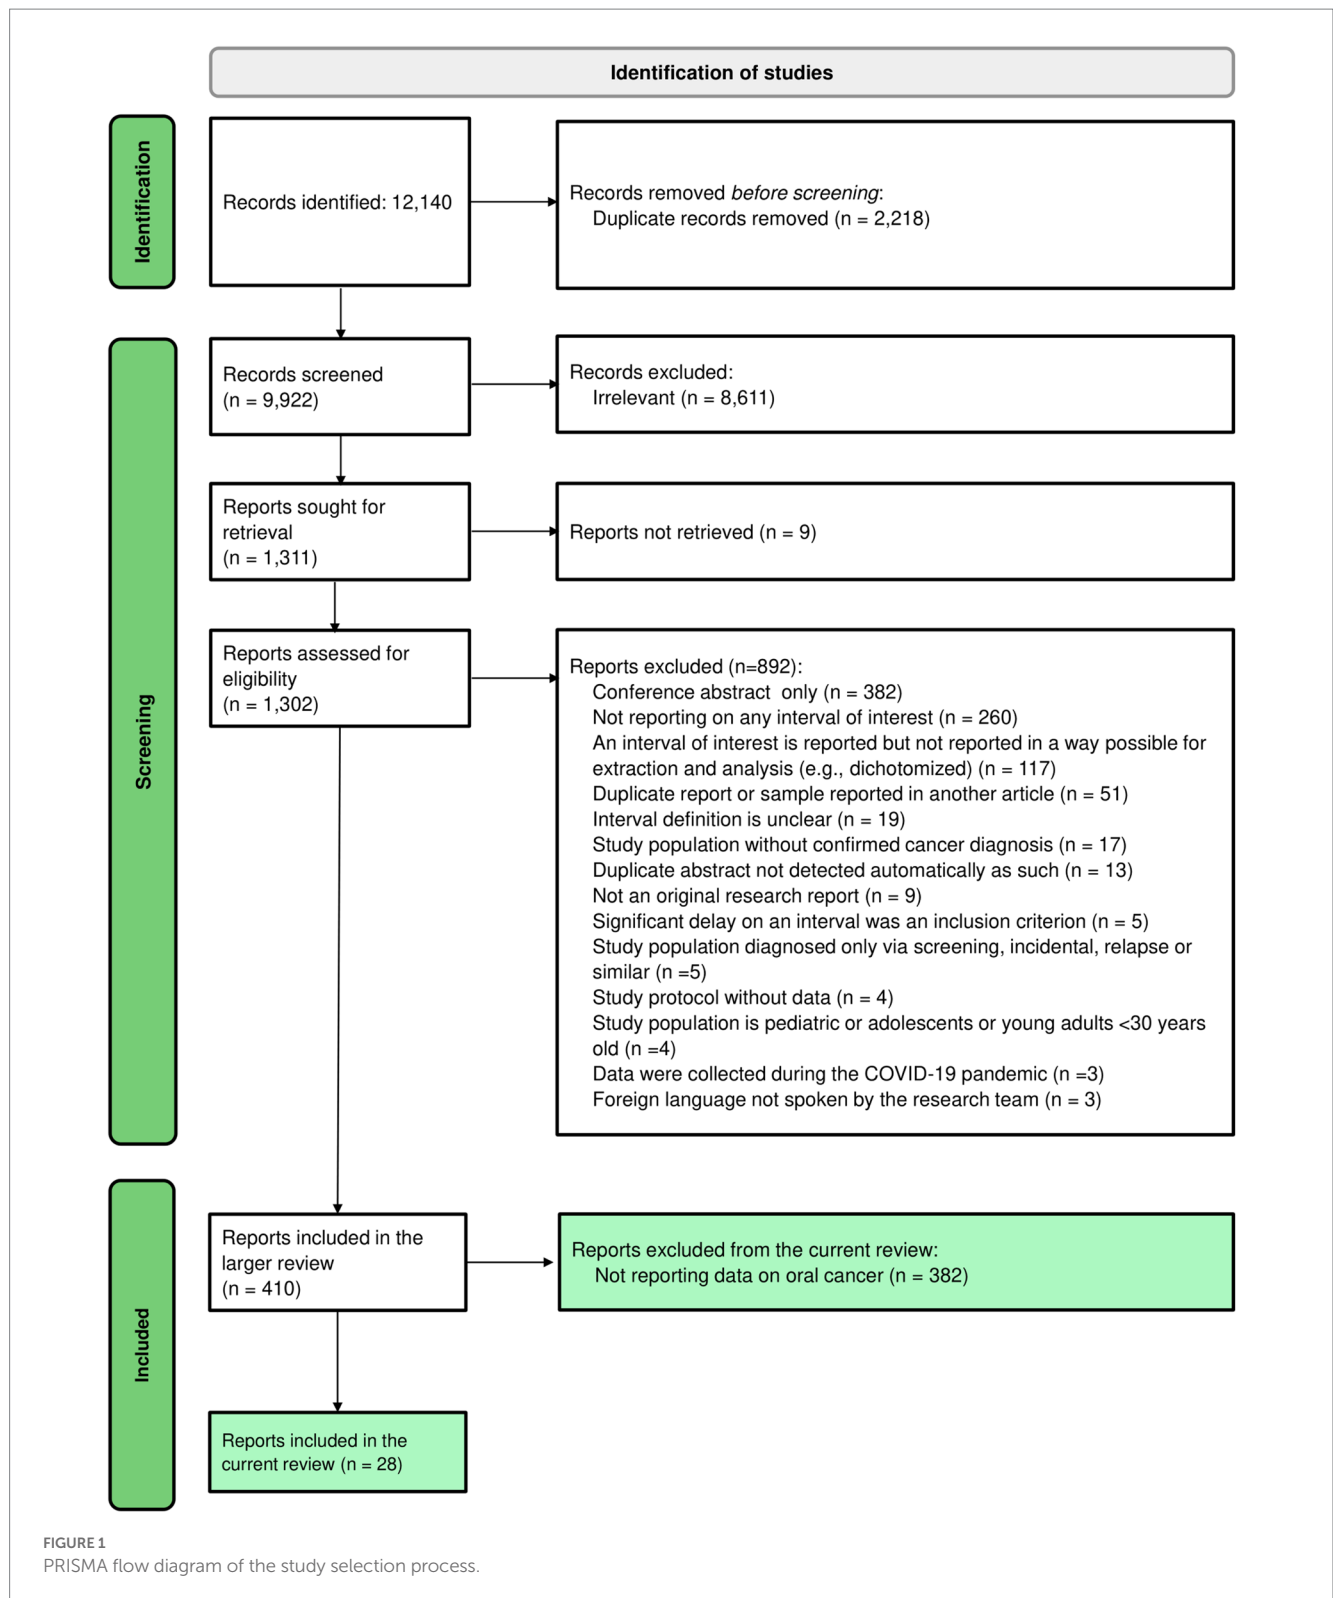 Identification of studies
Identification
Records identified: 12,140
Records removed before screening:
Duplicate records removed (n = 2,218)
Screening
Records screened
(n = 9,922)
Records excluded:
Irrelevant (n = 8,611)
Reports sought for
retrieval
(n = 1,311)
Reports not retrieved (n = 9)
Reports assessed for
eligibility
(n = 1,302)
Reports excluded (n=892):
Conference abstract  only (n = 382)
Not reporting on any interval of interest (n = 260)
An interval of interest is reported but not reported in a way possible for
extraction and analysis (e.g., dichotomized) (n = 117)
Duplicate report or sample reported in another article (n = 51)
Interval definition is unclear (n = 19)
Study population without confirmed cancer diagnosis (n = 17)
Duplicate abstract not detected automatically as such (n = 13)
Not an original research report (n = 9)
Significant delay on an interval was an inclusion criterion (n = 5)
Study population diagnosed only via screening, incidental, relapse or
similar (n =5)
Study protocol without data (n = 4)
Study population is pediatric or adolescents or young adults <30 years
old (n =4)
Data were collected during the COVID-19 pandemic (n =3)
Foreign language not spoken by the research team (n = 3)
Included
Reports included in the
larger review
(n = 410)
Reports excluded from the current review:
Not reporting data on oral cancer (n = 382)
Reports included in the
current review (n = 28)
FIGURE 1
PRISMA flow diagram of the study selection process.